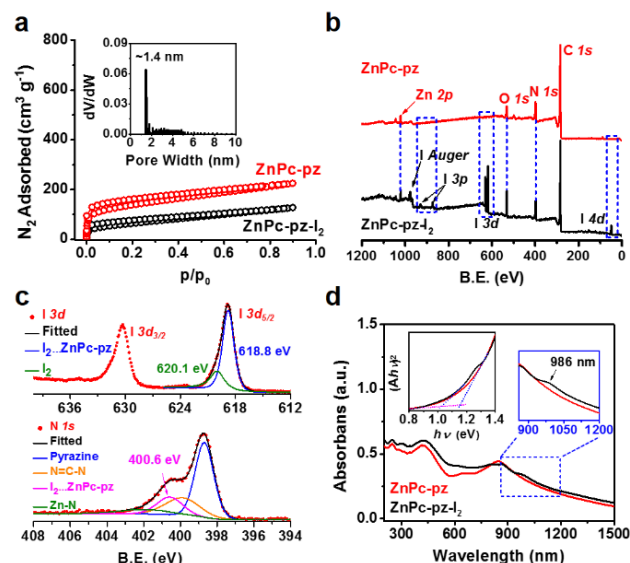 a
N₂ Adsorbed (cm³ g⁻¹)
800
600
400
200
0
0.0 0.2 0.4 0.6 0.8 1.0
p/p₀
ZnPc-pz
ZnPc-pz-I₂
dV/dW
0.09
0.06
0.03
0.00
~1.4 nm
0 2 4 6 8 10
Pore Width (nm)
b
ZnPc-pz
Zn 2p
O 1s
N 1s
C 1s
I Auger
I 3p
I 3d
I 4d
ZnPc-pz-I₂
1200 1000 800 600 400 200 0
B.E. (eV)
c
I 3d
Fitted
I₂...ZnPc-pz
I₂
I 3d₃/₂
I 3d₅/₂
618.8 eV
620.1 eV
636 630 624 618 612
N 1s
Fitted
Pyrazine
N=C-N
I₂...ZnPc-pz
Zn-N
400.6 eV
408 406 404 402 400 398 396 394
B.E. (eV)
d
Absorbans (a.u.)
1.5
1.0
0.5
0.0
(Ahν)²
0.8 1.0 1.2 1.4
hν (eV)
986 nm
900 1050 1200
ZnPc-pz
ZnPc-pz-I₂
300 600 900 1200 1500
Wavelength (nm)